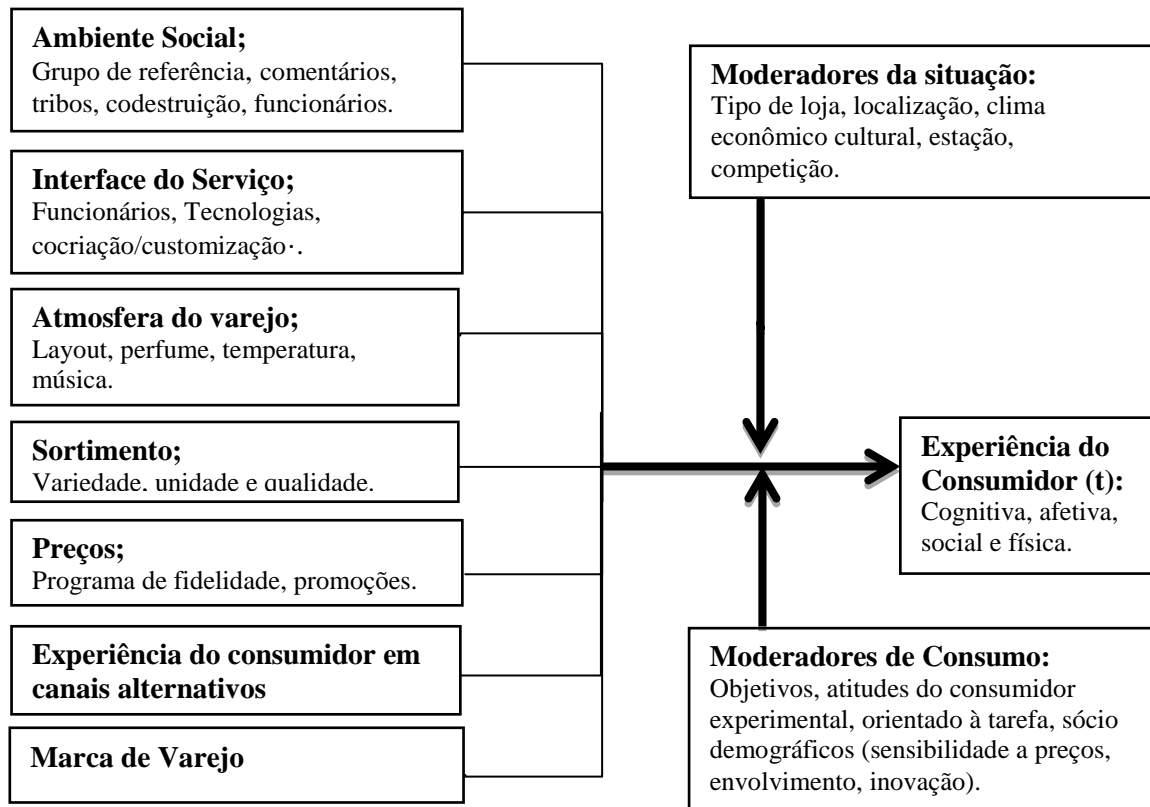 Ambiente Social;
Grupo de referência, comentários,
tribos, codestruição, funcionários.
Interface do Serviço;
Funcionários, Tecnologias,
cocriação/customização·.
Atmosfera do varejo;
Layout, perfume, temperatura,
música.
Sortimento;
Variedade, unidade e qualidade.
Preços;
Programa de fidelidade, promoções.
Experiência do consumidor em
canais alternativos
Marca de Varejo
Moderadores da situação:
Tipo de loja, localização, clima
econômico cultural, estação,
competição.
Experiência do
Consumidor (t):
Cognitiva, afetiva,
social e física.
Moderadores de Consumo:
Objetivos, atitudes do consumidor
experimental, orientado à tarefa, sócio
demográficos (sensibilidade a preços,
envolvimento, inovação).